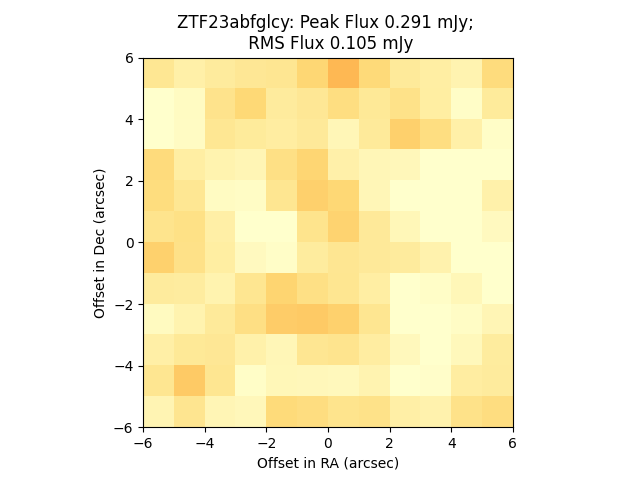 ZTF23abfglcy: Peak Flux 0.291 mJy;
RMS Flux 0.105 mJy
6
4
2
0
−2
−4
−6
Offset in Dec (arcsec)
−6 −4 −2 0 2 4 6
Offset in RA (arcsec)